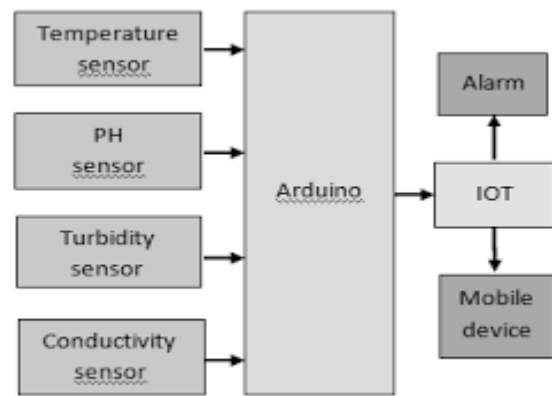 Temperature
sensor
PH
sensor
Turbidity
sensor
Conductivity
sensor
Arduino
Alarm
IOT
Mobile
device